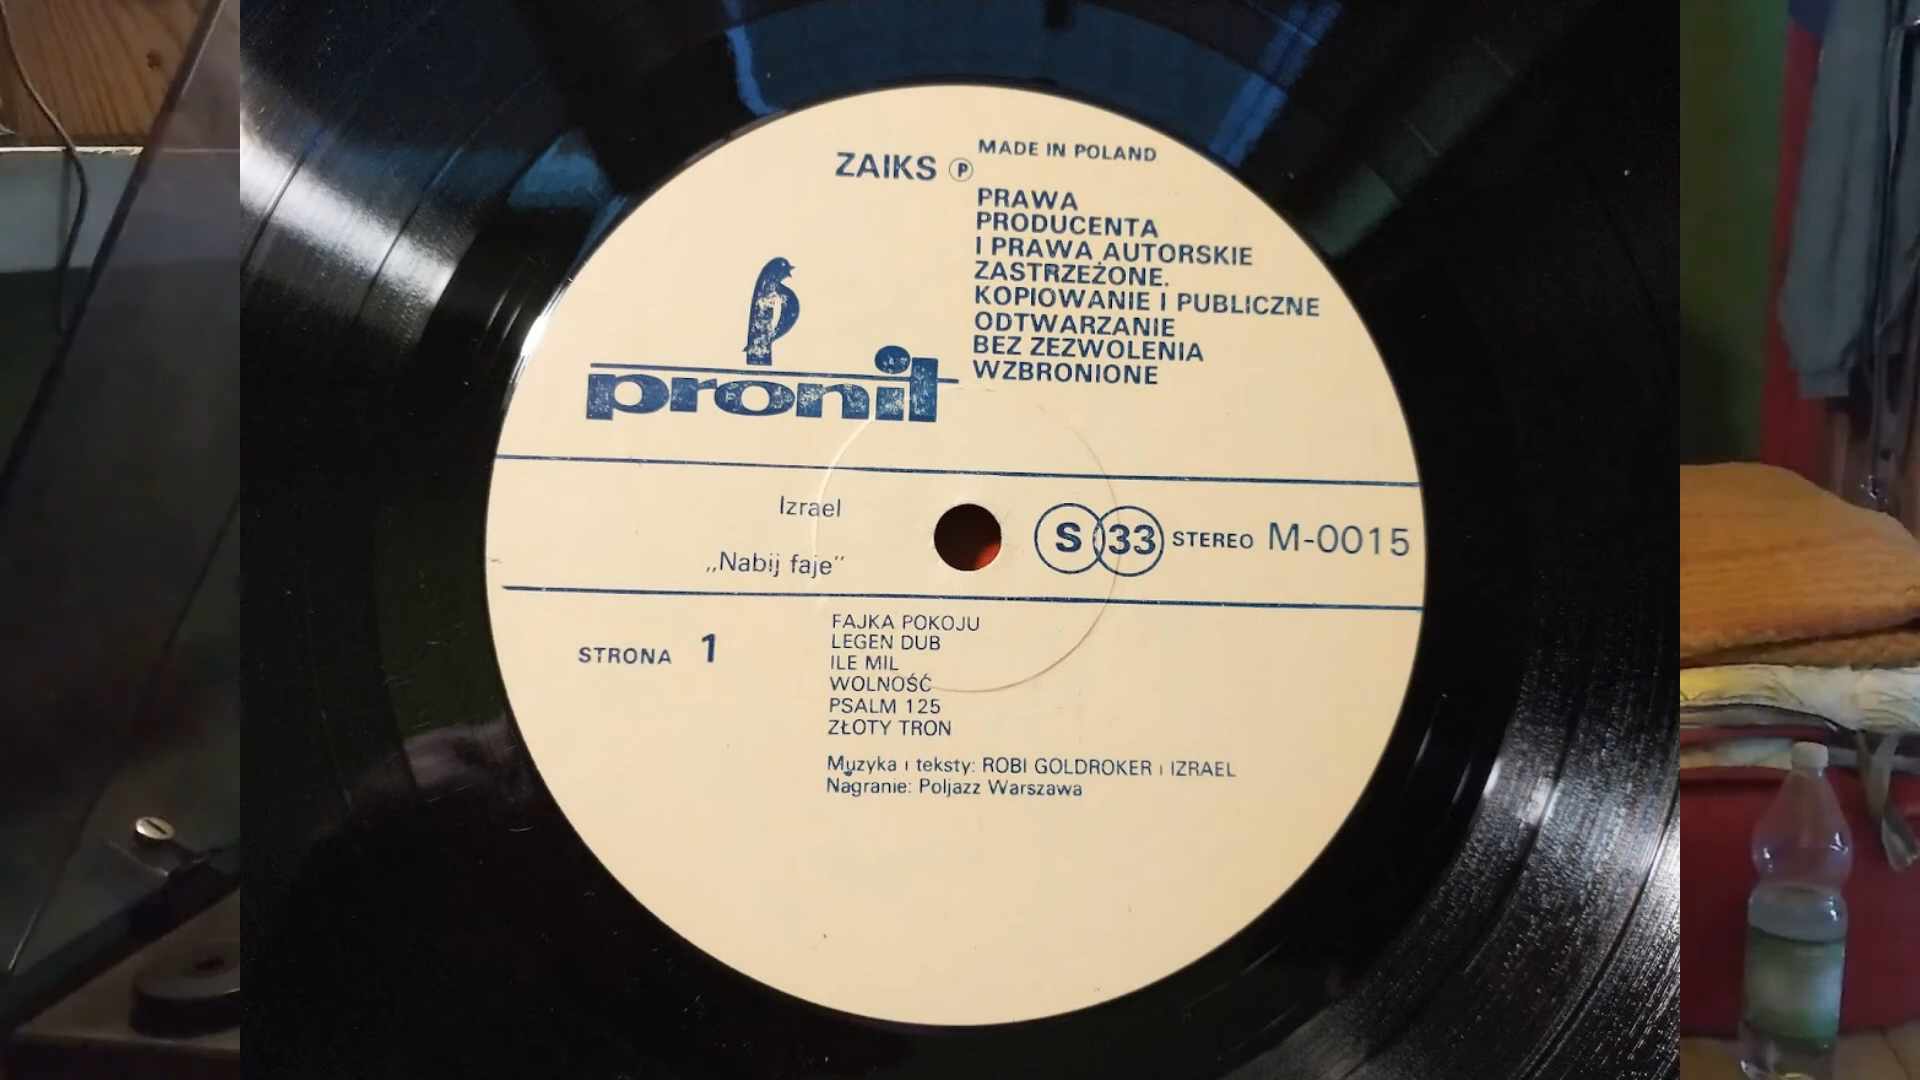 MADE IN POLAND
ZAIKS Ⓟ
PRAWA
PRODUCENTA
I PRAWA AUTORSKIE
ZASTRZEŻONE.
KOPIOWANIE I PUBLICZNE
ODTWARZANIE
BEZ ZEZWOLENIA
WZBRONIONE
pronit
Izrael
„Nabij faje”
S 33 STEREO M-0015
STRONA 1
FAJKA POKOJU
LEGEN DUB
ILE MIL
WOLNOŚĆ
PSALM 125
ZŁOTY TRON
Muzyka i teksty: ROBI GOLDROKER i IZRAEL
Nagranie: Poljazz Warszawa